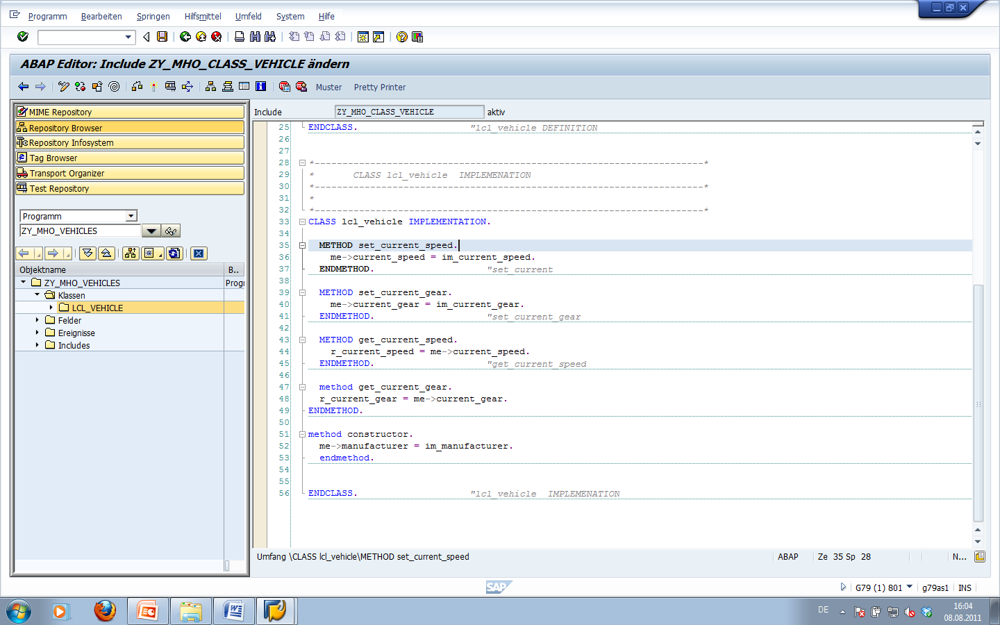 Programm Bearbeiten Springen Hilfsmittel Umfeld System Hilfe
ABAP Editor: Include ZY_MHO_CLASS_VEHICLE ändern
Muster Pretty Printer
MIME Repository
Repository Browser
Repository Infosystem
Tag Browser
Transport Organizer
Test Repository
Programm
ZY_MHO_VEHICLES
Objektname B..
ZY_MHO_VEHICLES Progr
Klassen
LCL_VEHICLE
Felder
Ereignisse
Includes
Include ZY_MHO_CLASS_VEHICLE aktiv
25 ENDCLASS. "lcl_vehicle DEFINITION
26
27
28 *----------------------------------------------------------------------*
29 * CLASS lcl_vehicle IMPLEMENATION
30 *----------------------------------------------------------------------*
31 *
32 *----------------------------------------------------------------------*
33 CLASS lcl_vehicle IMPLEMENTATION.
34
35 METHOD set_current_speed.
36 me->current_speed = im_current_speed.
37 ENDMETHOD. "set_current
38
39 METHOD set_current_gear.
40 me->current_gear = im_current_gear.
41 ENDMETHOD. "set_current_gear
42
43 METHOD get_current_speed.
44 r_current_speed = me->current_speed.
45 ENDMETHOD. "get_current_speed
46
47 method get_current_gear.
48 r_current_gear = me->current_gear.
49 ENDMETHOD.
50
51 method constructor.
52 me->manufacturer = im_manufacturer.
53 endmethod.
54
55
56 ENDCLASS. "lcl_vehicle IMPLEMENATION
Umfang \CLASS lcl_vehicle\METHOD set_current_speed ABAP Ze 35 Sp 28 N...
SAP G79 (1) 801 g79as1 INS
DE 16:04
08.08.2011